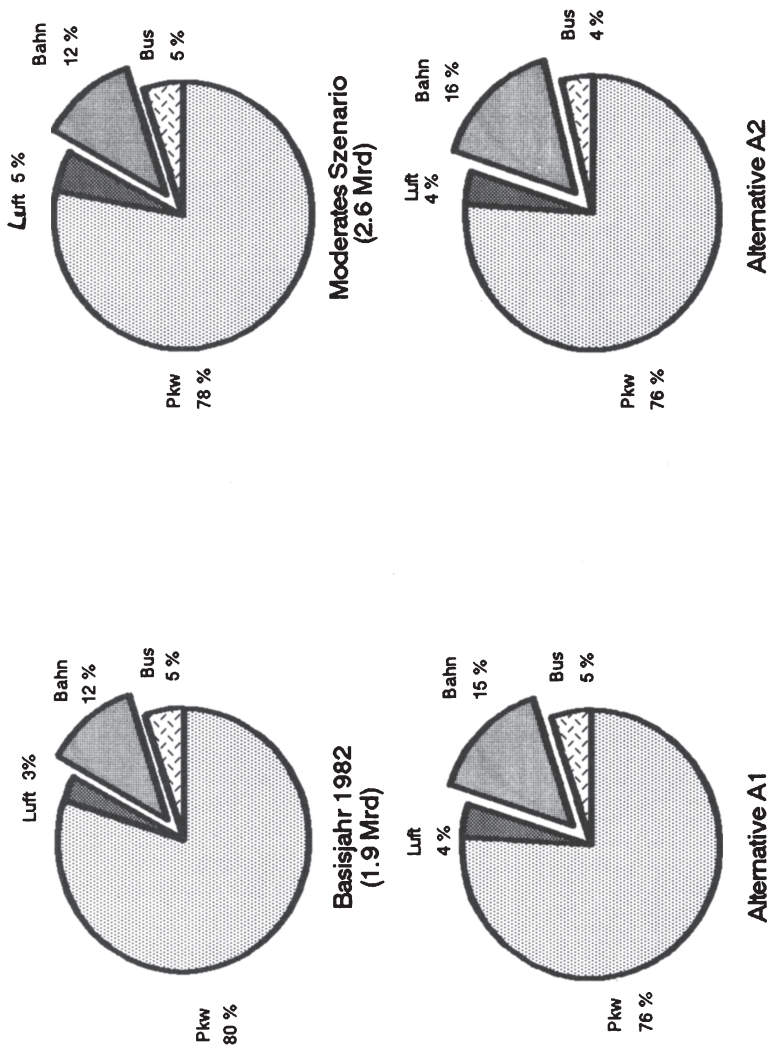 Luft 3%
Bahn
12 %
Bus
5 %
Pkw
80 %
Basisjahr 1982
(1.9 Mrd)
Luft 5 %
Bahn
12 %
Bus
5 %
Pkw
78 %
Moderates Szenario
(2.6 Mrd)
Luft
4 %
Bahn
15 %
Bus
5 %
Pkw
76 %
Alternative A1
Luft
4 %
Bahn
16 %
Bus
4 %
Pkw
76 %
Alternative A2